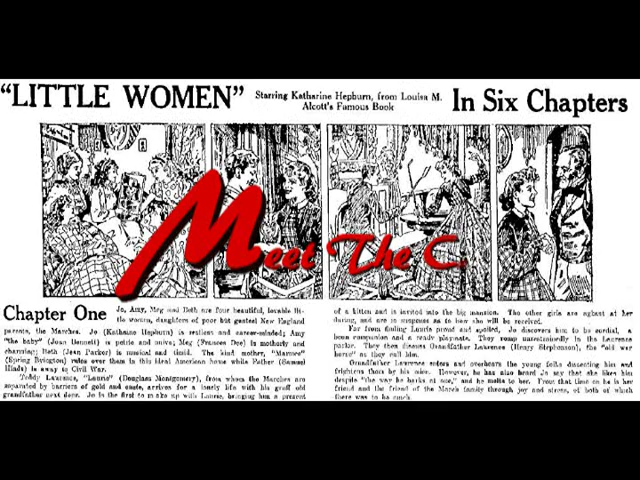 "LITTLE WOMEN"
Starring Katharine Hepburn, from Louisa M.
Alcott's Famous Book
In Six Chapters
Meet The C
Chapter One
Jo, Amy, Meg and Beth are four beautiful, lovable lit-
tle women, daughters of poor but genteel New England
parents, the Marches. Jo (Katharine Hepburn) is restless and career-minded; Amy
"the baby" (Joan Bennett) is petite and naive; Meg (Frances Dee) is motherly and
charming; Beth (Jean Parker) is musical and timid. The kind mother, "Marmee"
(Spring Byington) rules over them in this ideal American home while Father (Samuel
Hinds) is away to Civil War.
Teddy Laurence, "Laurie" (Douglass Montgomery), from whom the Marches are
separated by barriers of gold and caste, arrives for a lonely life with his gruff old
grandfather next door. Jo is the first to make up with Laurie, bringing him a present
of a kitten and is invited into the big mansion. The other girls are aghast at her
daring, and are in suspense as to how she will be received.
Far from finding Laurie proud and spoiled, Jo discovers him to be cordial, a
boon companion and a ready playmate. They romp unrestrainedly in the Laurence
parlor. They discuss Grandfather Laurence (Henry Stephenson), the "old war
horse" as they call him.
Grandfather Laurence enters and overhears the young folks discussing him and
frightens them by his mien. However, he has also heard Jo say that she likes him
despite "the way he barks at one," and he melts to her. From that time on he is her
friend and the friend of the March family through joy and stress, of both of which
there was to be much.